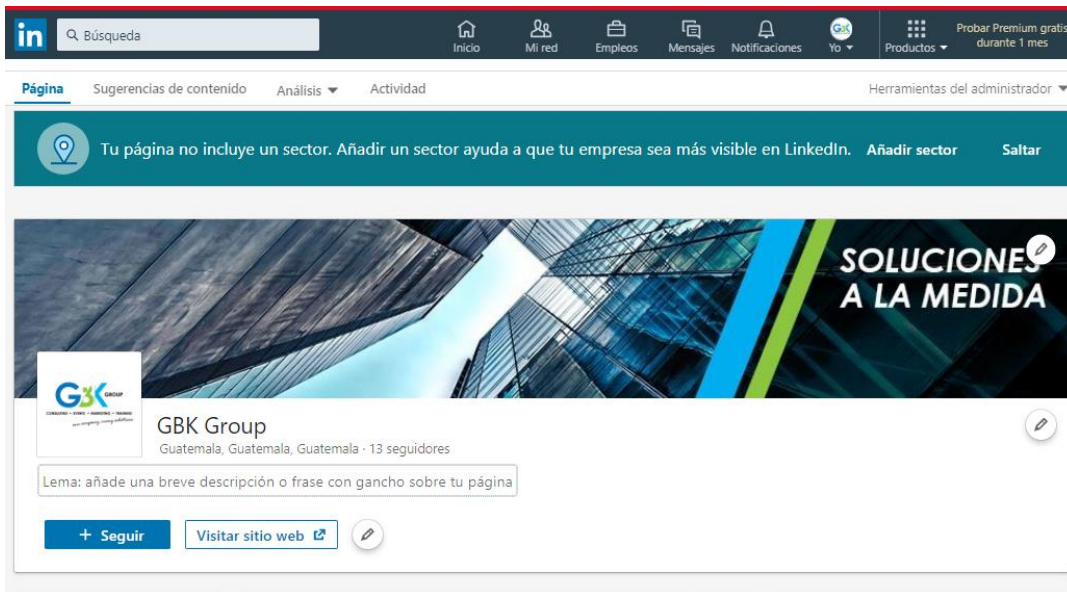 in
Búsqueda
Inicio
Mi red
Empleos
Mensajes
Notificaciones
Yo
Productos
Probar Premium gratis
durante 1 mes
Página
Sugerencias de contenido
Análisis
Actividad
Herramientas del administrador
Tu página no incluye un sector. Añadir un sector ayuda a que tu empresa sea más visible en LinkedIn.
Añadir sector
Saltar
SOLUCIONES
A LA MEDIDA
GBK GROUP
GBK Group
Guatemala, Guatemala, Guatemala · 13 seguidores
Lema: añade una breve descripción o frase con gancho sobre tu página
+ Seguir
Visitar sitio web